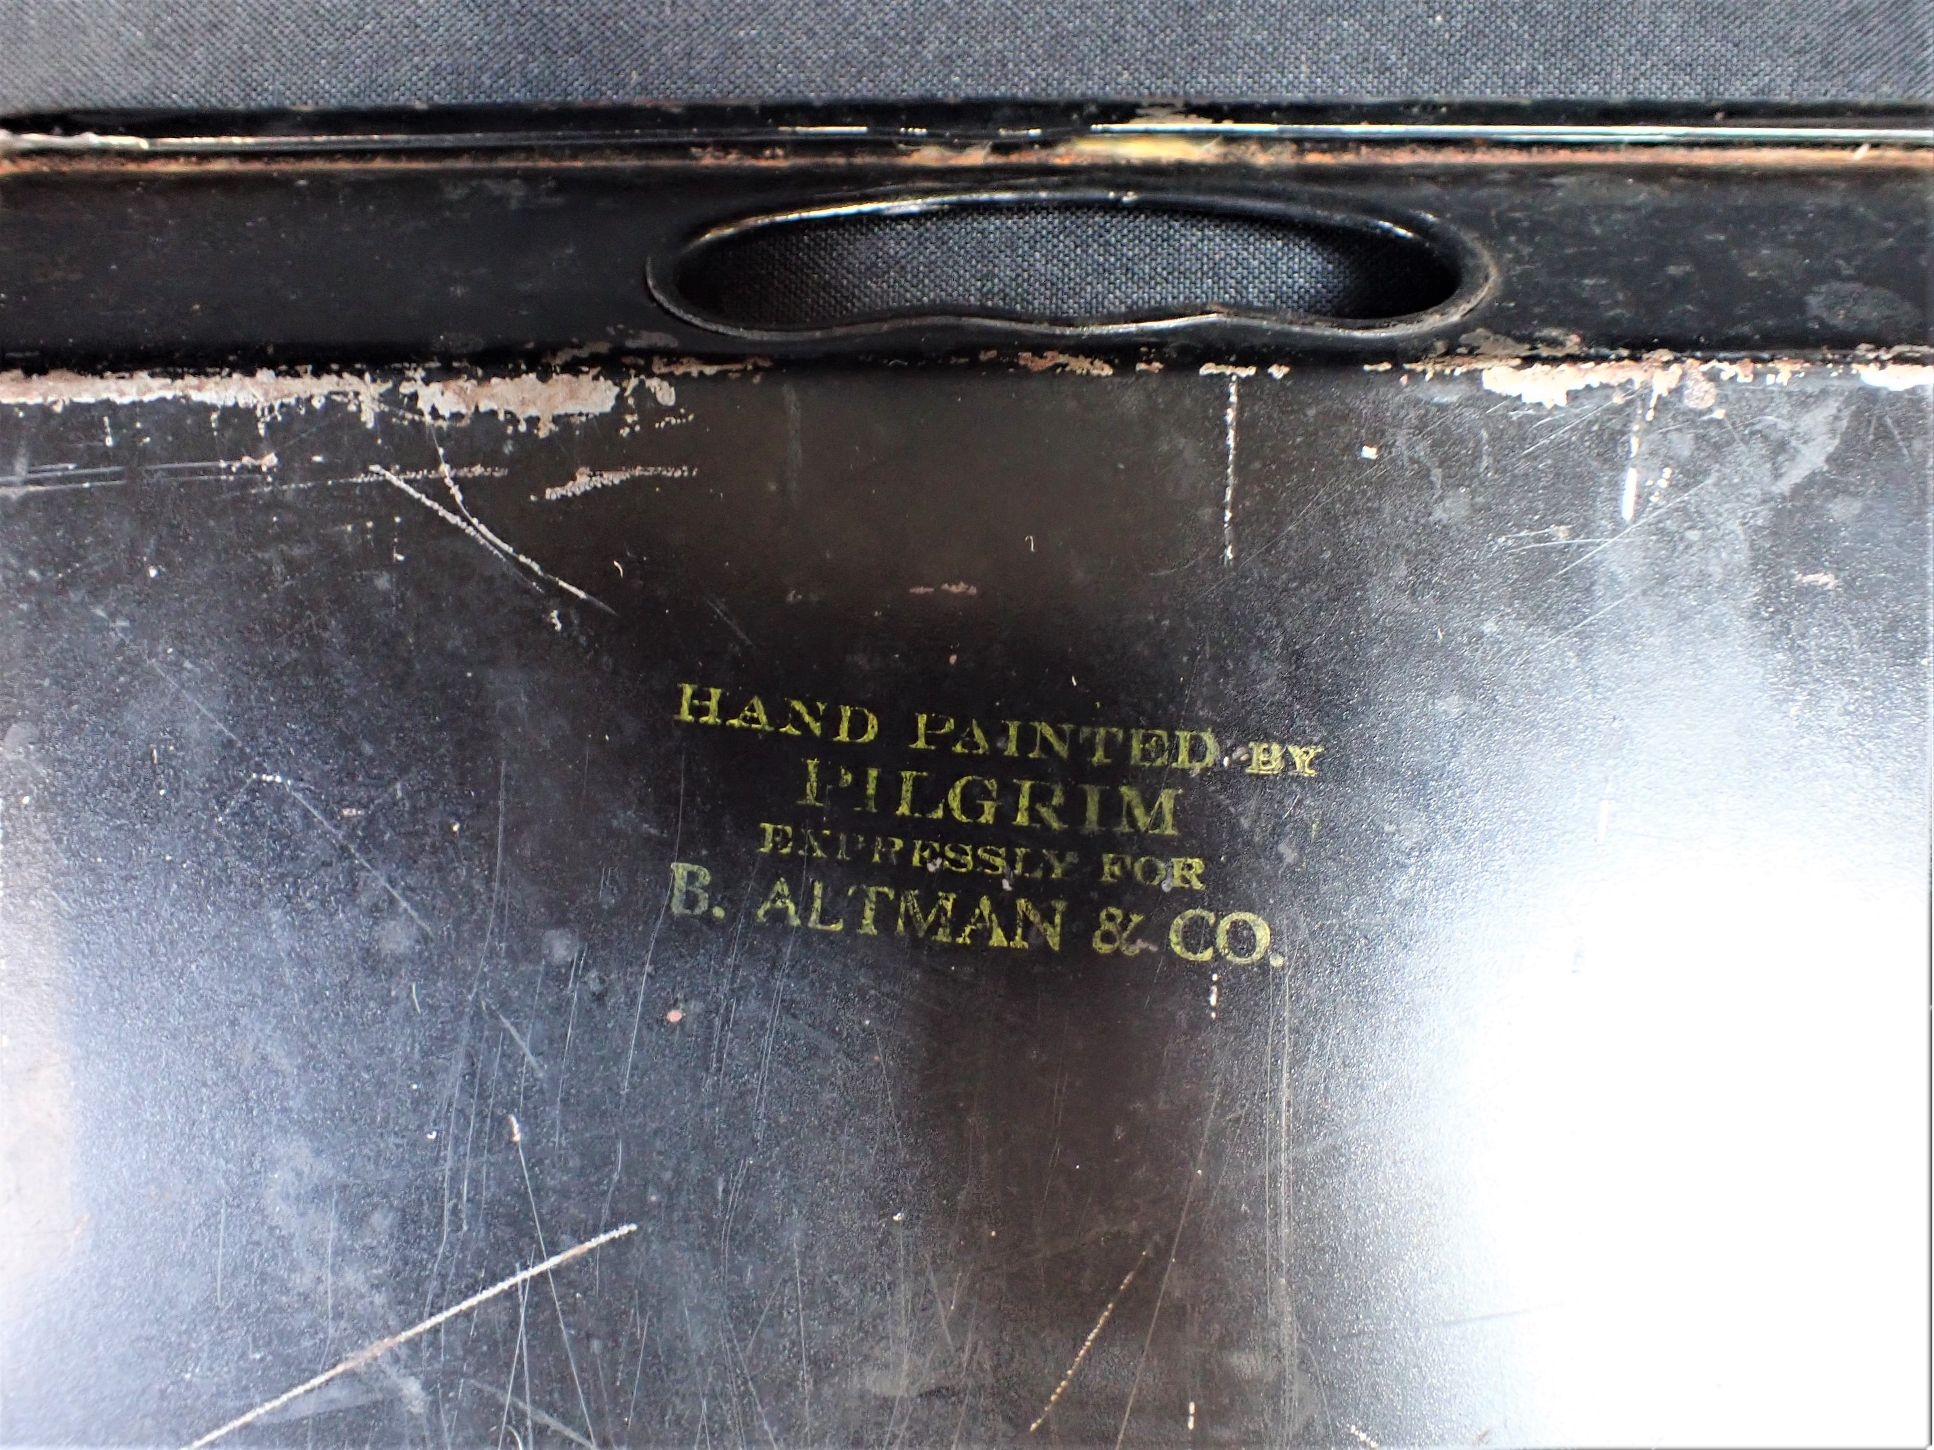 HAND PAINTED BY
PILGRIM
EXPRESSLY FOR
B. ALTMAN & CO.